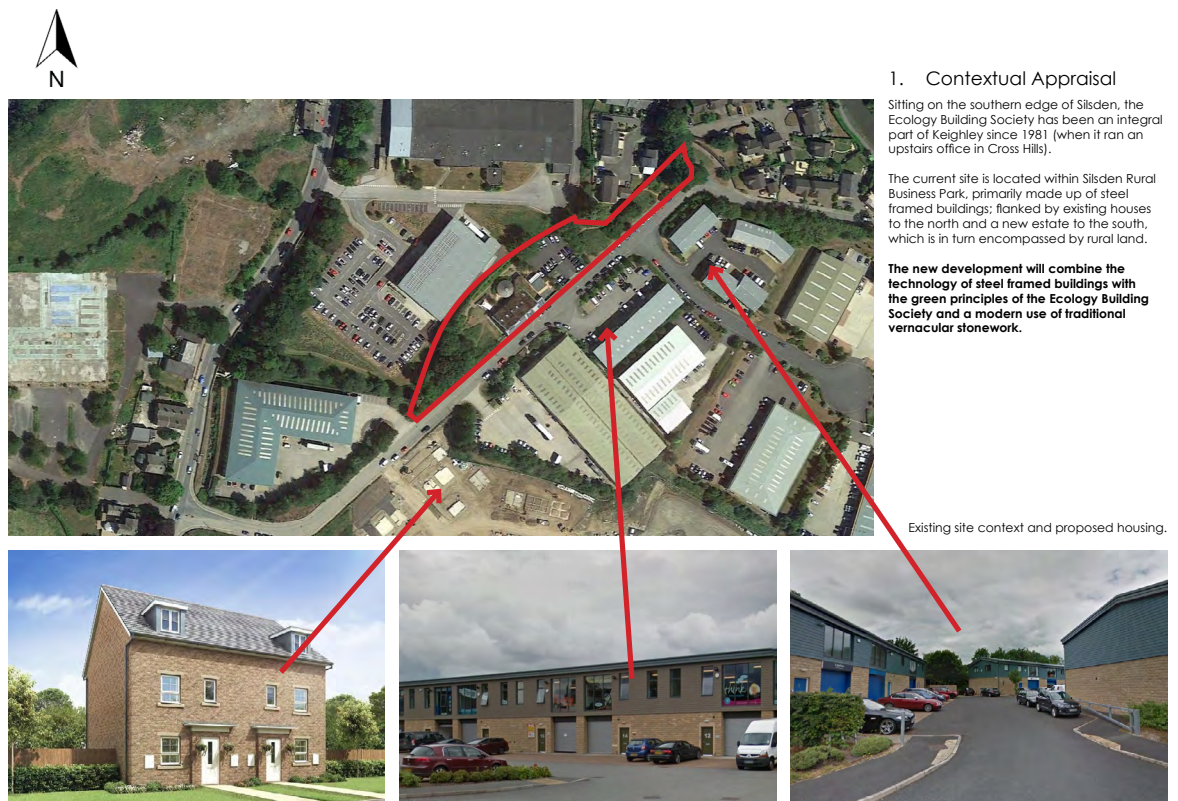 N
1. Contextual Appraisal
Sitting on the southern edge of Silsden, the
Ecology Building Society has been an integral
part of Keighley since 1981 (when it ran an
upstairs office in Cross Hills).
The current site is located within Silsden Rural
Business Park, primarily made up of steel
framed buildings; flanked by existing houses
to the north and a new estate to the south,
which is in turn encompassed by rural land.
The new development will combine the
technology of steel framed buildings with
the green principles of the Ecology Building
Society and a modern use of traditional
vernacular stonework.
Existing site context and proposed housing.
think
12